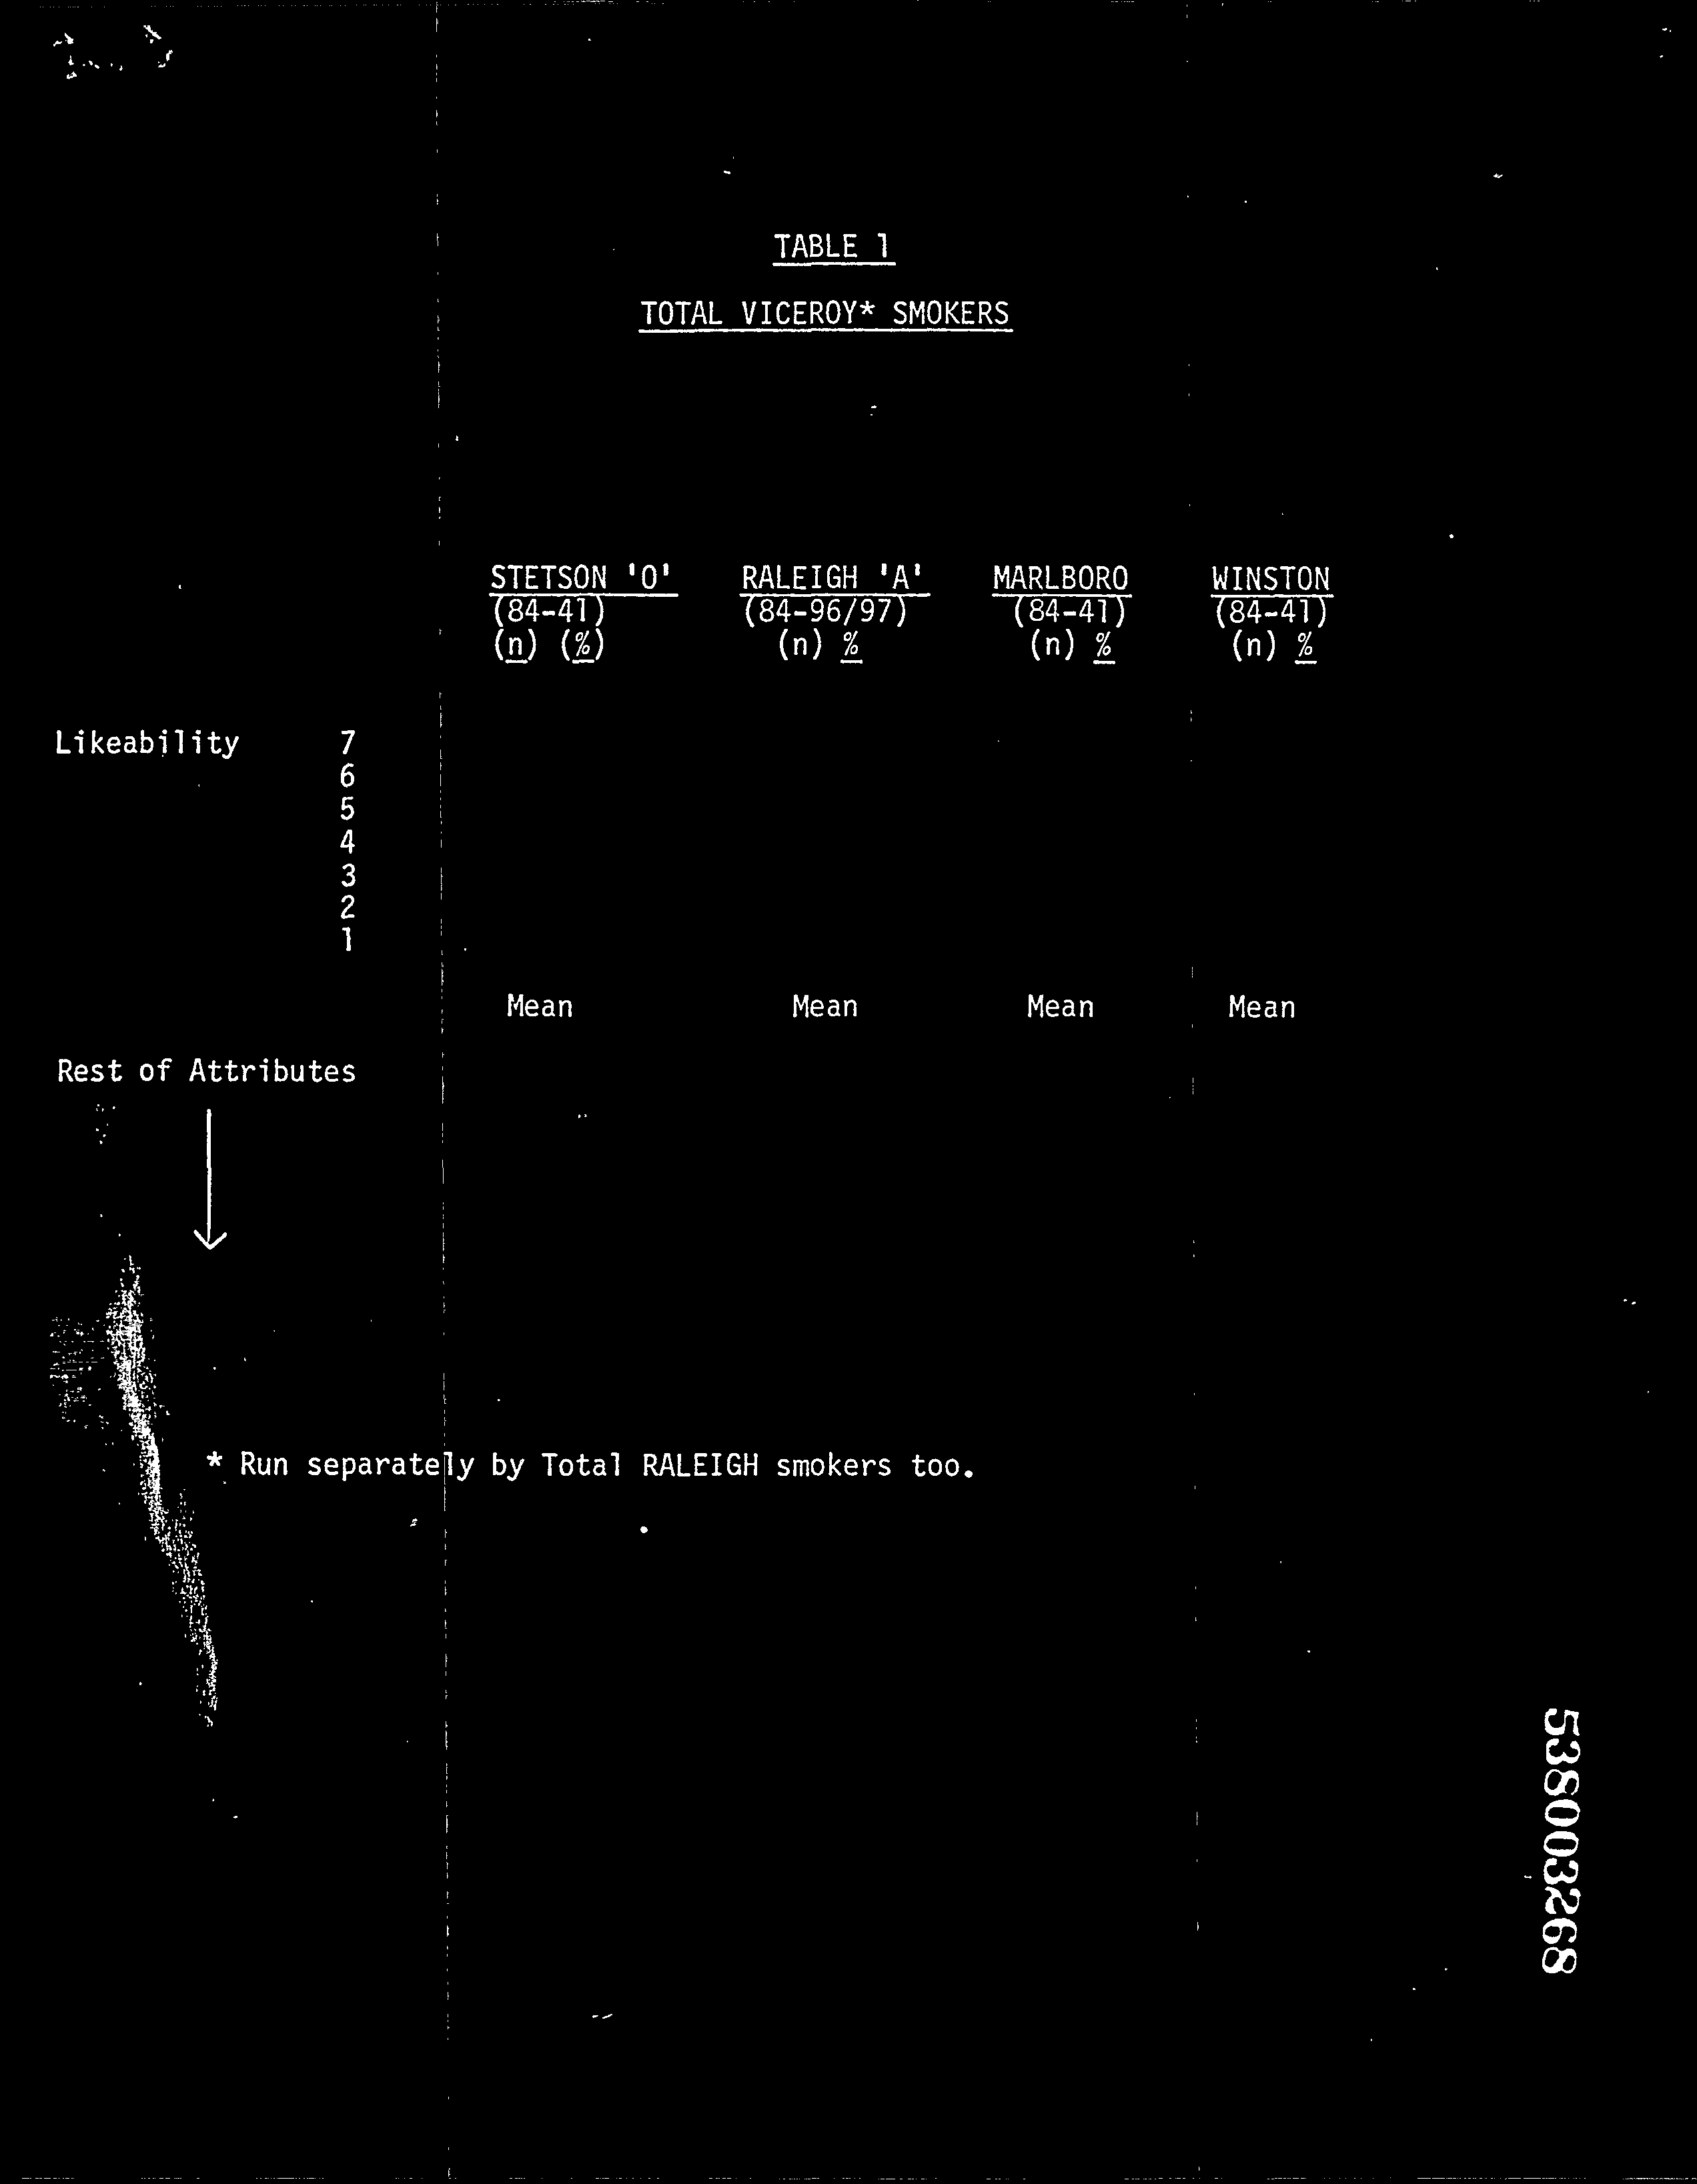 TABLE 1
TOTAL VICEROY* SMOKERS
STETSON 'O' RALEIGH 'A' MARLBORO WINSTON
(84-41) (84-96/97) (84-41) (84-41)
(n) (%) (n) % (n) % (n) %
Likeability 7
6
5
4
3
2
1
Mean Mean Mean Mean
Rest of Attributes
* Run separately by Total RALEIGH smokers too.
538003268